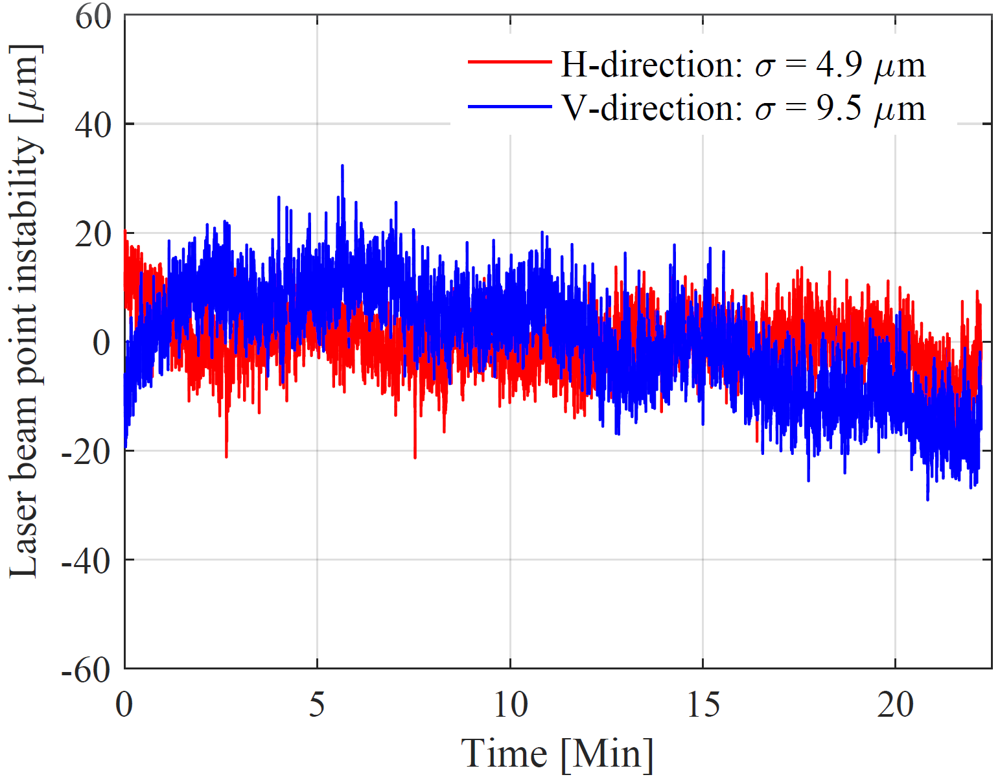 Laser beam point instability [μm]
60
40
20
0
-20
-40
-60
H-direction: σ = 4.9 μm
V-direction: σ = 9.5 μm
0 5 10 15 20
Time [Min]